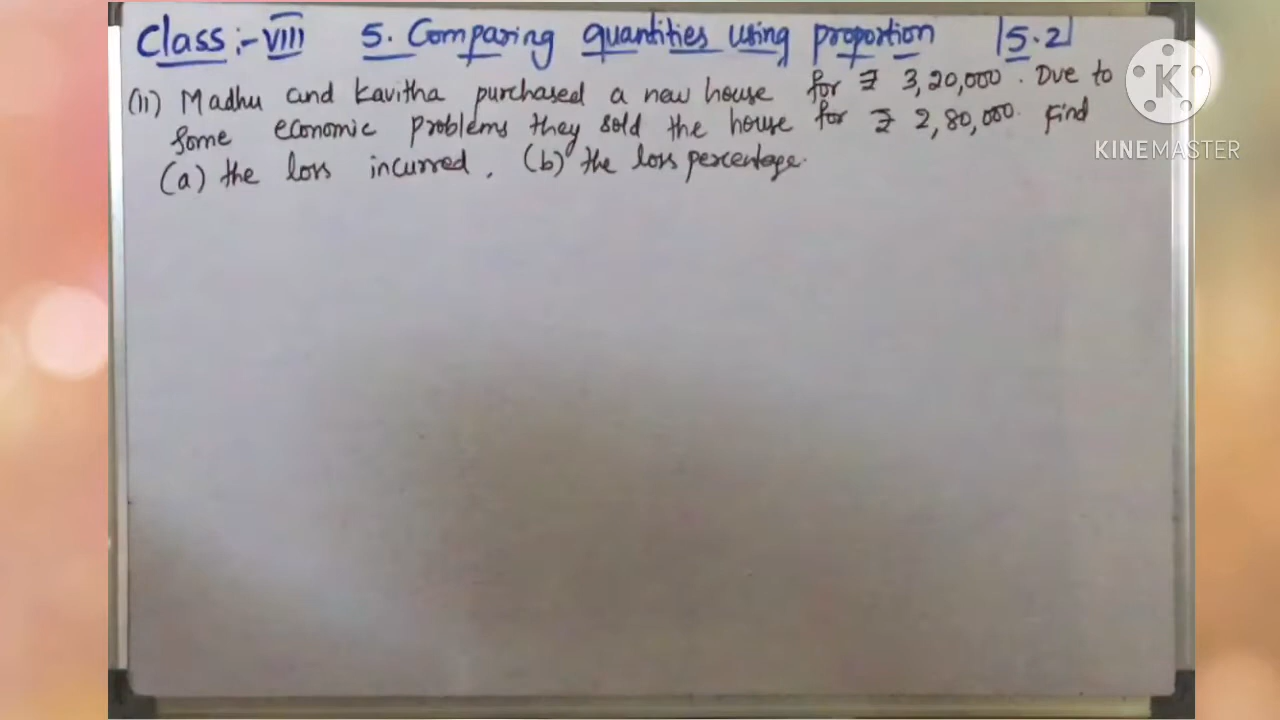 Class:- VIII 5. Comparing quantities using proportion |5.2|
(11) Madhu and Kavitha purchased a new house for ₹ 3,20,000. Due to
some economic problems they sold the house for ₹ 2,80,000. Find
(a) the loss incurred, (b) the loss percentage.
K
KINEMASTER